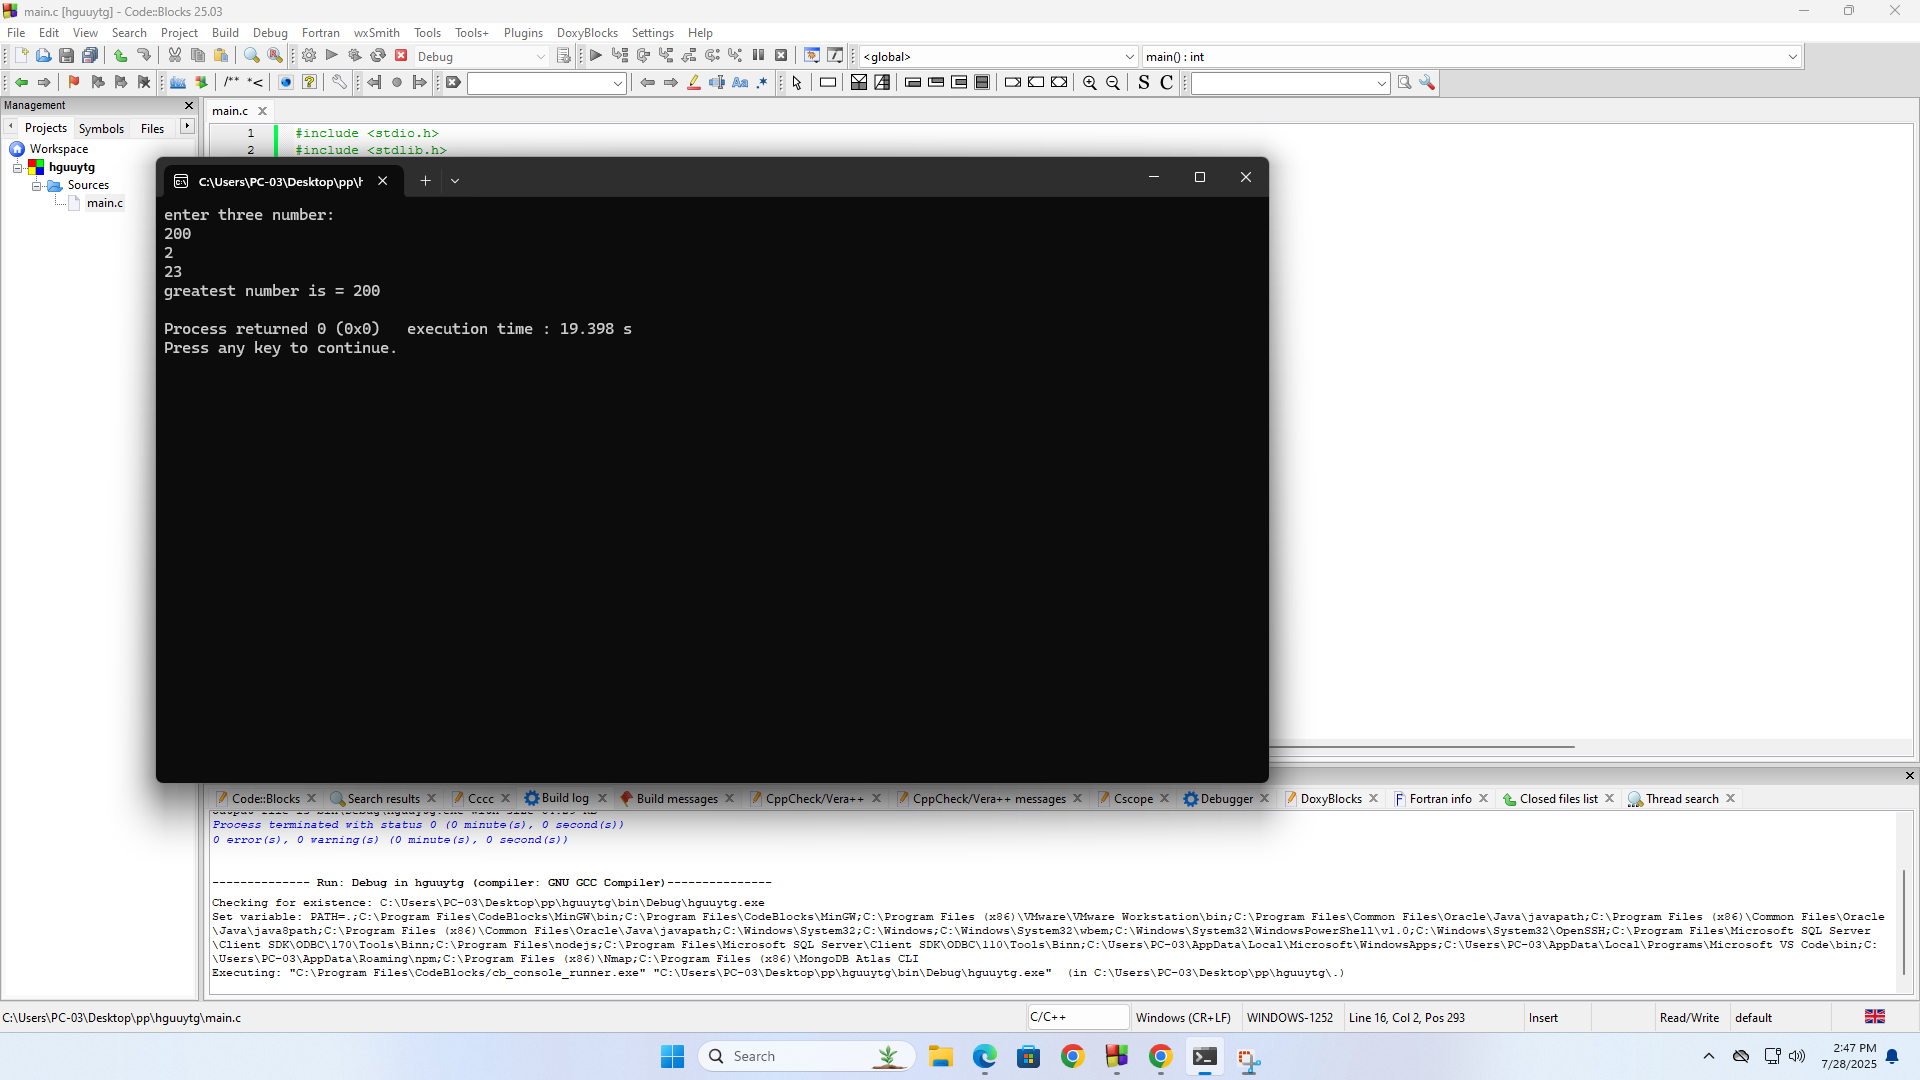 main.c [hguuytg] - Code::Blocks 25.03
File Edit View Search Project Build Debug Fortran wxSmith Tools Tools+ Plugins DoxyBlocks Settings Help
Debug <global> main() : int
/** *< Aa .* S C
Management
main.c
Projects Symbols Files
1 #include <stdio.h>
2 #include <stdlib.h>
Workspace
hguuytg
Sources
main.c
C:\Users\PC-03\Desktop\pp\h
enter three number:
200
2
23
greatest number is = 200
Process returned 0 (0x0)   execution time : 19.398 s
Press any key to continue.
Code::Blocks Search results Cccc Build log Build messages CppCheck/Vera++ CppCheck/Vera++ messages Cscope Debugger DoxyBlocks Fortran info Closed files list Thread search
Process terminated with status 0 (0 minute(s), 0 second(s))
0 error(s), 0 warning(s) (0 minute(s), 0 second(s))
-------------- Run: Debug in hguuytg (compiler: GNU GCC Compiler)---------------
Checking for existence: C:\Users\PC-03\Desktop\pp\hguuytg\bin\Debug\hguuytg.exe
Set variable: PATH=.;C:\Program Files\CodeBlocks\MinGW\bin;C:\Program Files\CodeBlocks\MinGW;C:\Program Files (x86)\VMware\VMware Workstation\bin;C:\Program Files\Common Files\Oracle\Java\javapath;C:\Program Files (x86)\Common Files\Oracle
\Java\java8path;C:\Program Files (x86)\Common Files\Oracle\Java\javapath;C:\Windows\System32;C:\Windows;C:\Windows\System32\wbem;C:\Windows\System32\WindowsPowerShell\v1.0;C:\Windows\System32\OpenSSH;C:\Program Files\Microsoft SQL Server
\Client SDK\ODBC\170\Tools\Binn;C:\Program Files\nodejs;C:\Program Files\Microsoft SQL Server\Client SDK\ODBC\110\Tools\Binn;C:\Users\PC-03\AppData\Local\Microsoft\WindowsApps;C:\Users\PC-03\AppData\Local\Programs\Microsoft VS Code\bin;C:
\Users\PC-03\AppData\Roaming\npm;C:\Program Files (x86)\Nmap;C:\Program Files (x86)\MongoDB Atlas CLI
Executing: "C:\Program Files\CodeBlocks/cb_console_runner.exe" "C:\Users\PC-03\Desktop\pp\hguuytg\bin\Debug\hguuytg.exe"  (in C:\Users\PC-03\Desktop\pp\hguuytg\.)
C:\Users\PC-03\Desktop\pp\hguuytg\main.c C/C++ Windows (CR+LF) WINDOWS-1252 Line 16, Col 2, Pos 293 Insert Read/Write default
Search
2:47 PM
7/28/2025